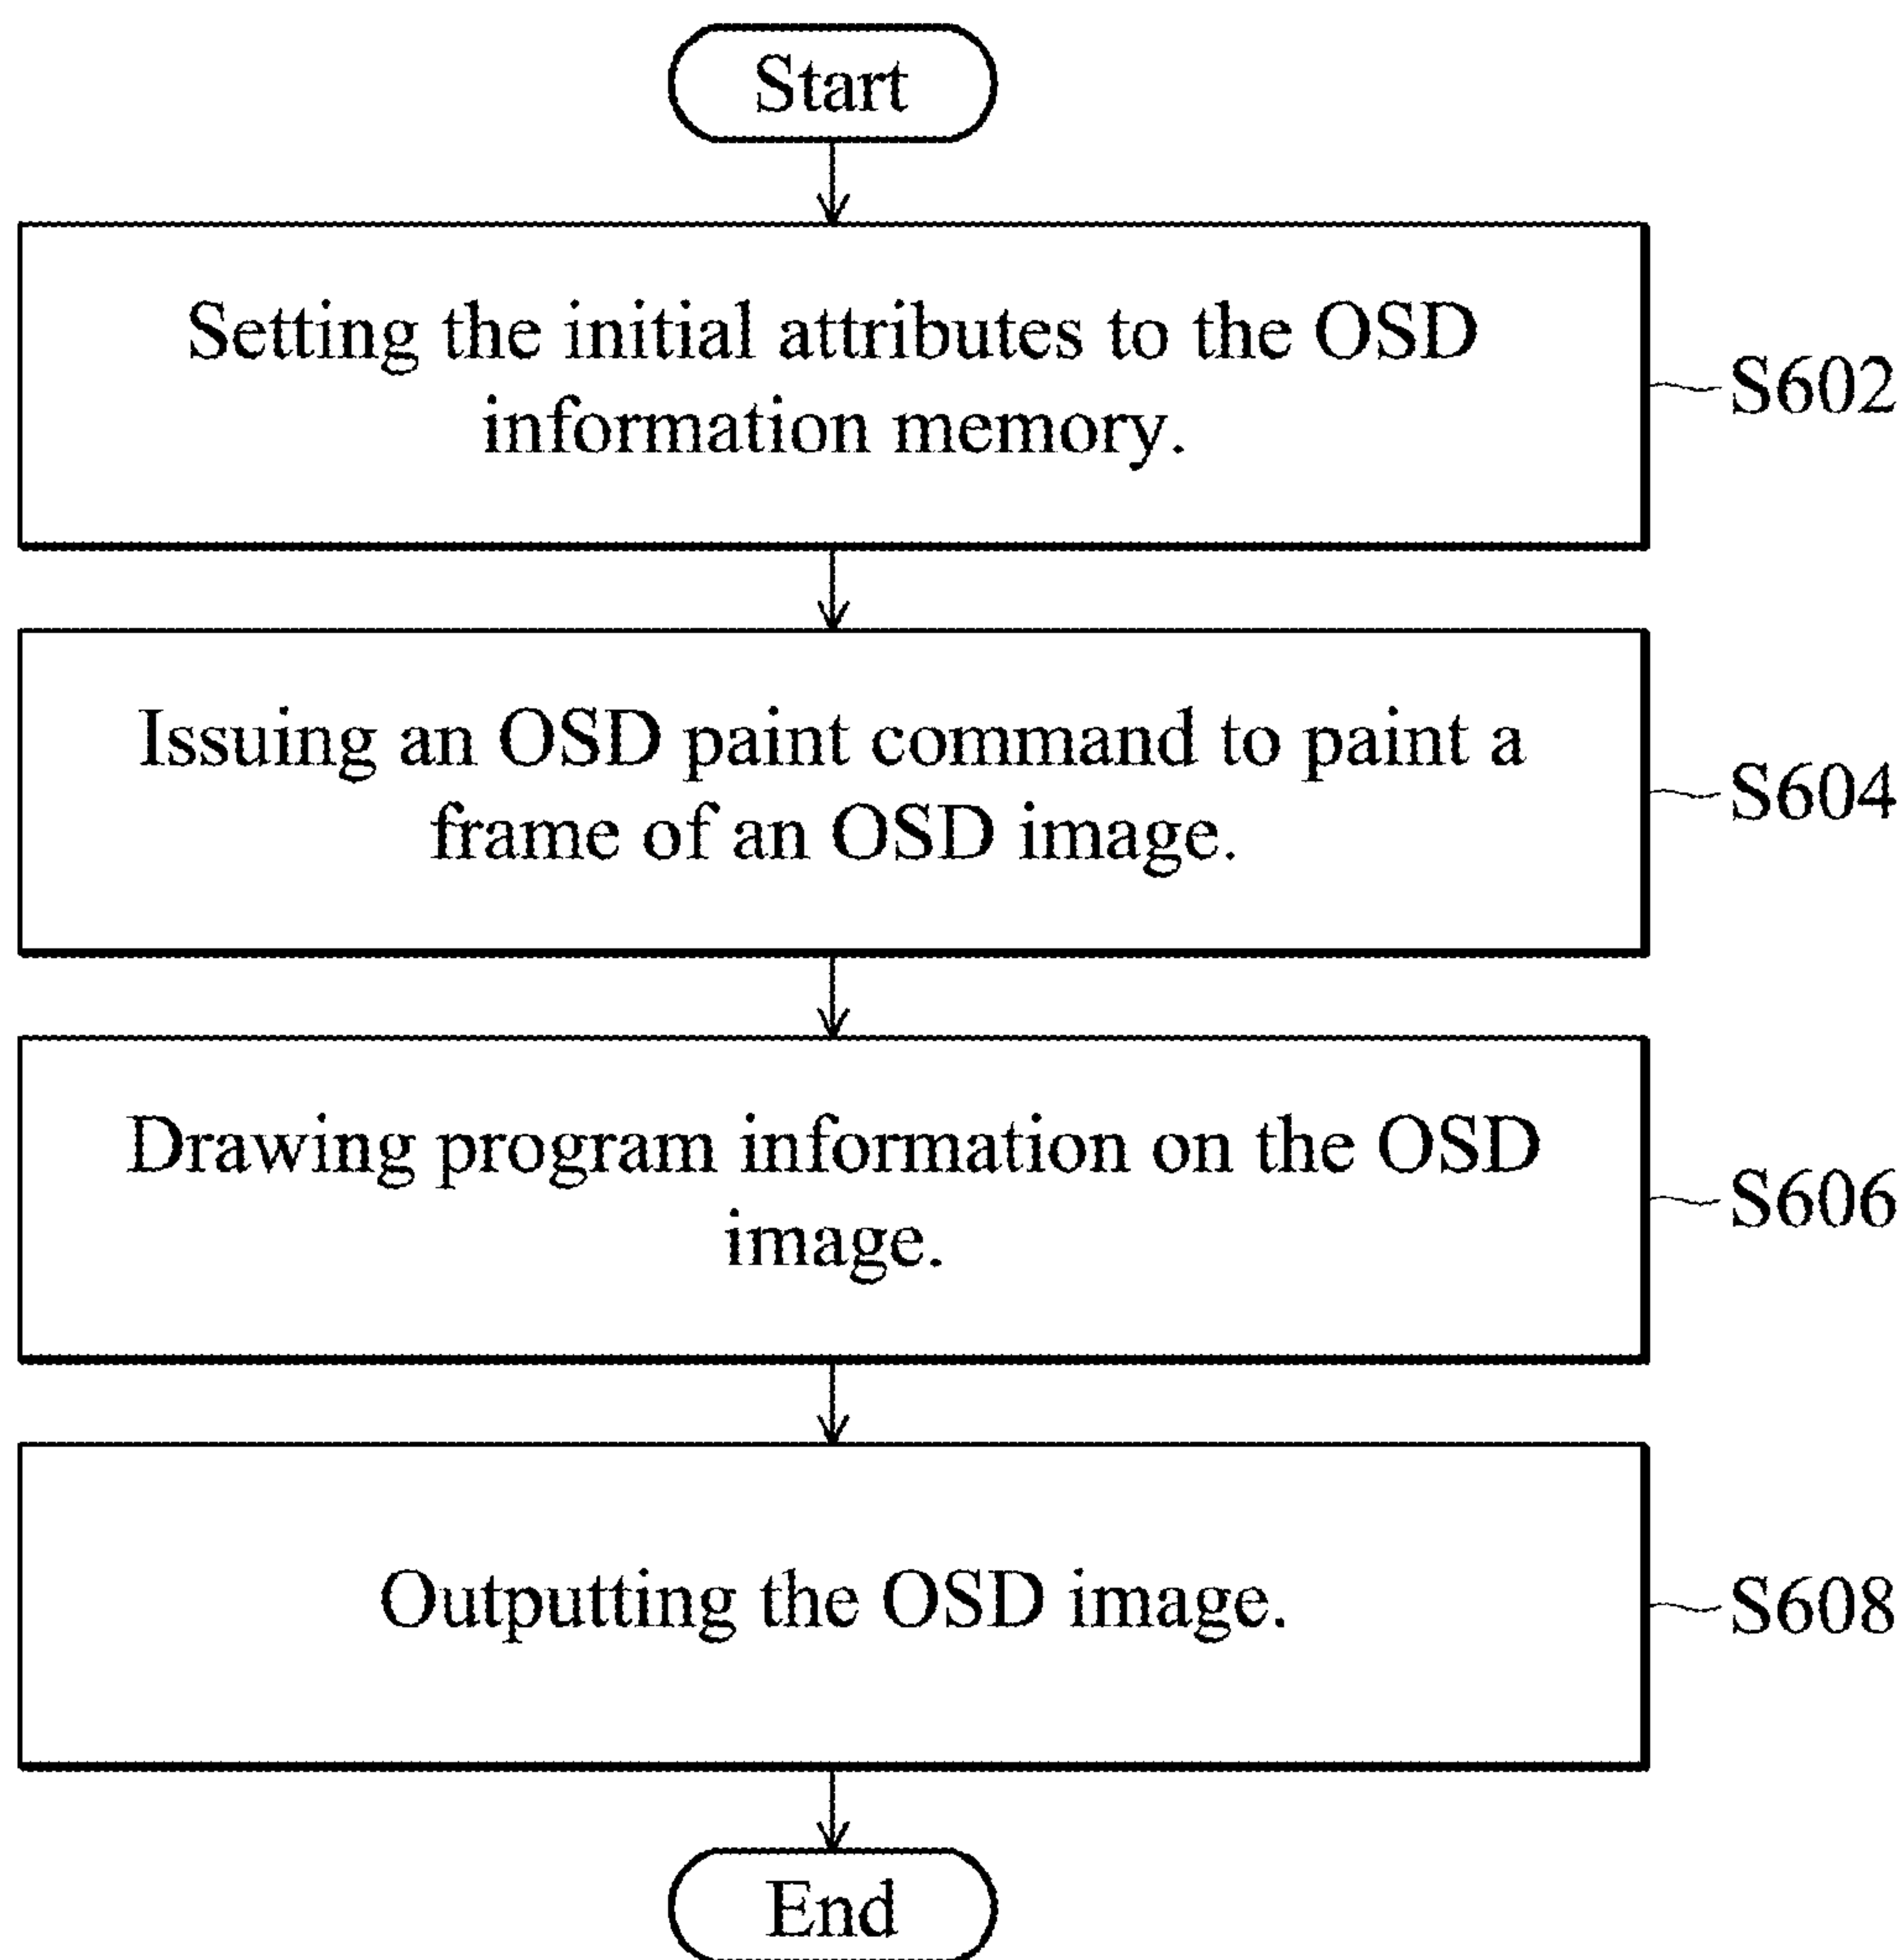 Start
Setting the initial attributes to the OSD
information memory.
S602
Issuing an OSD paint command to paint a
frame of an OSD image.
S604
Drawing program information on the OSD
image.
S606
Outputting the OSD image.
S608
End